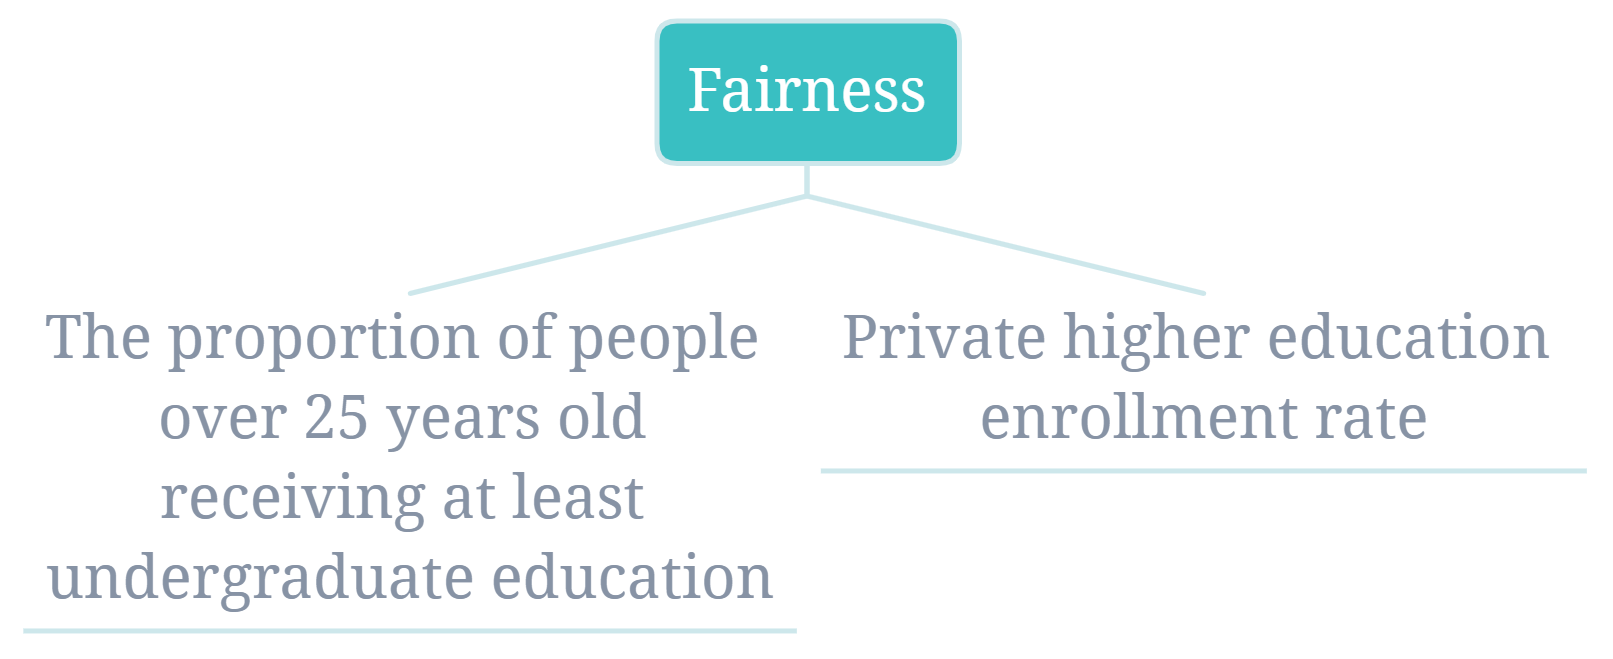 Fairness
The proportion of people
over 25 years old
receiving at least
undergraduate education
Private higher education
enrollment rate